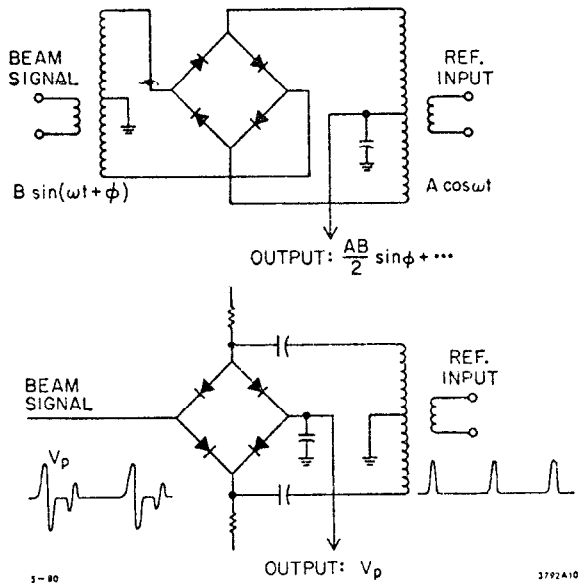 BEAM
SIGNAL
REF.
INPUT
B sin(ωt + ϕ)
A cosωt
OUTPUT: AB/2 sinϕ + •••
BEAM
SIGNAL
REF.
INPUT
Vp
OUTPUT: Vp
5-80
3792A10